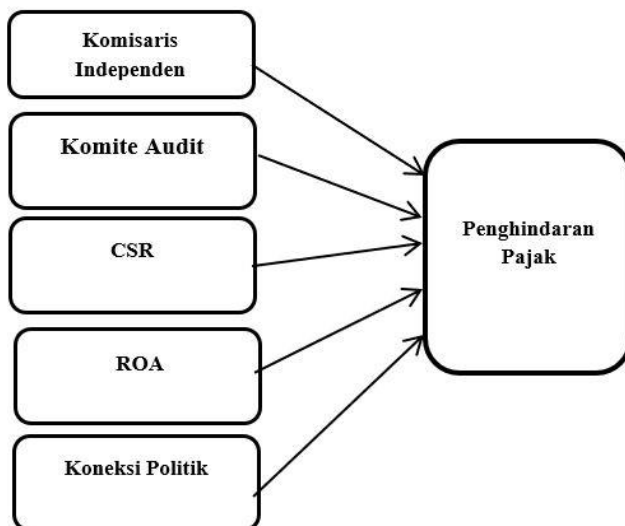 Komisaris
Independen
Komite Audit
CSR
ROA
Koneksi Politik
Penghindaran
Pajak